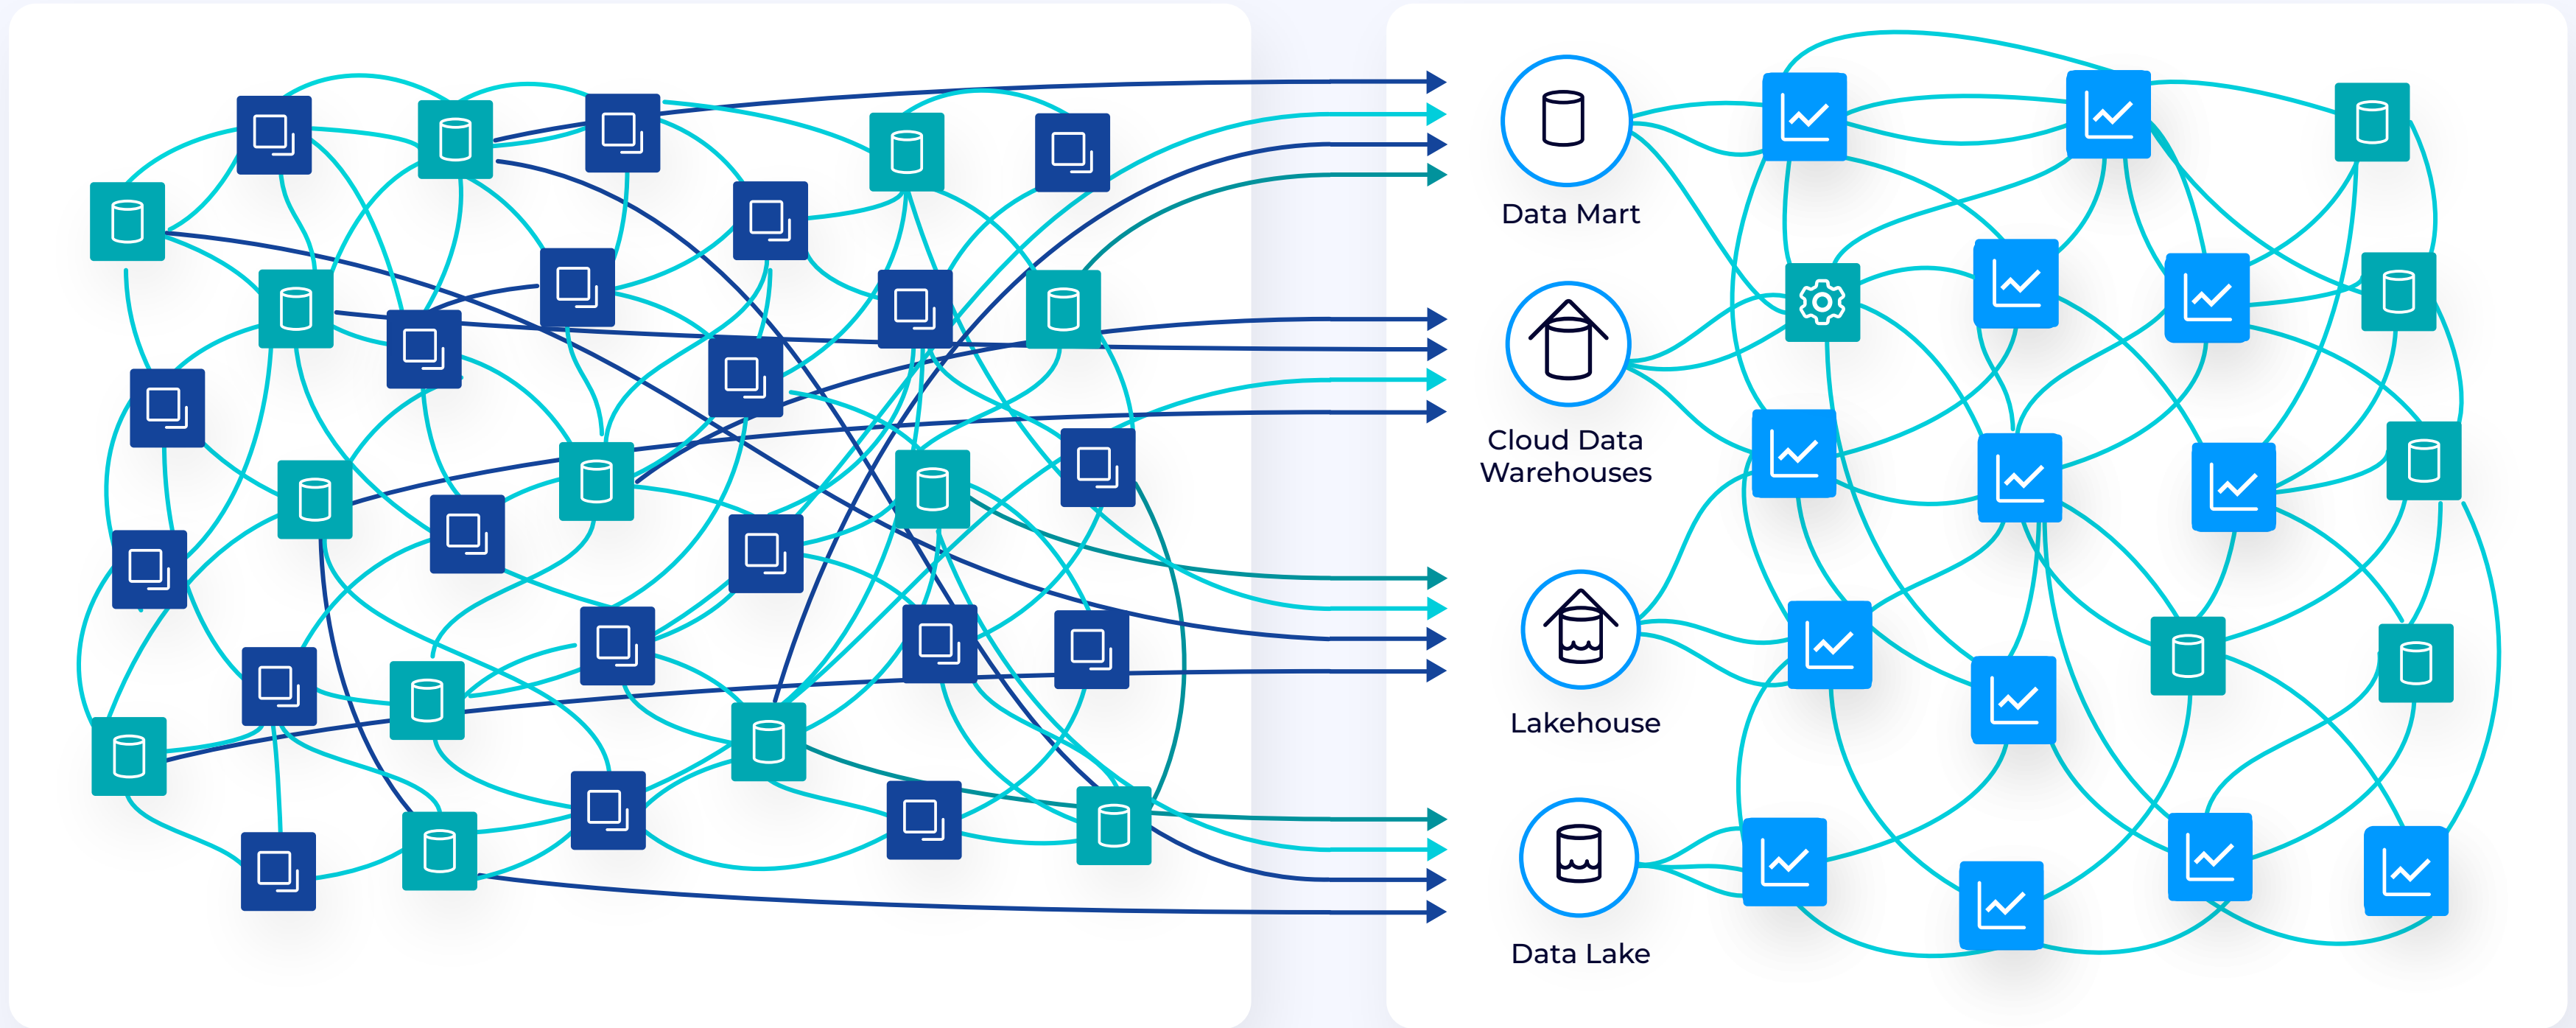 Data Mart
Cloud Data
Warehouses
Lakehouse
Data Lake